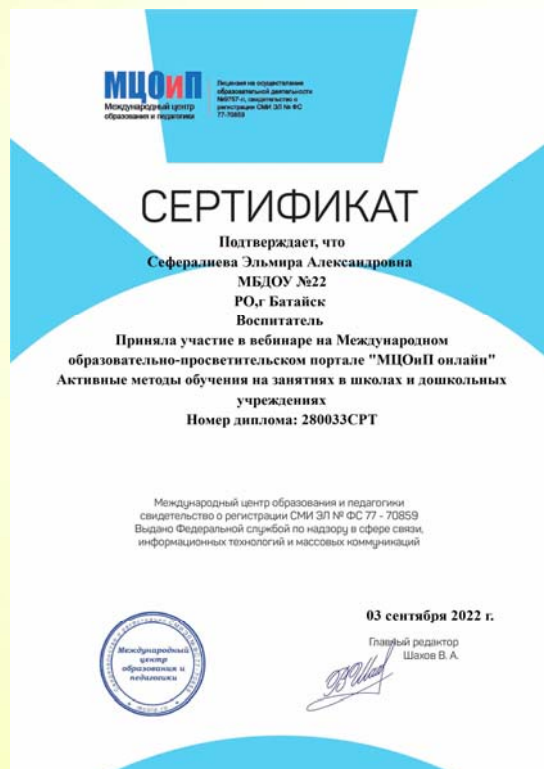 МЦОиП
Международный центр
образования и педагогики
Лицензия на осуществление
образовательной деятельности
№9757-л, свидетельство о
регистрации СМИ ЭЛ № ФС
77-70859
СЕРТИФИКАТ
Подтверждает, что
Сефералиева Эльмира Александровна
МБДОУ №22
РО,г Батайск
Воспитатель
Приняла участие в вебинаре на Международном
образовательно-просветительском портале "МЦОиП онлайн"
Активные методы обучения на занятиях в школах и дошкольных
учреждениях
Номер диплома: 280033СРТ
Международный центр образования и педагогики
свидетельство о регистрации СМИ ЭЛ № ФС 77 - 70859
Выдано Федеральной службой по надзору в сфере связи,
информационных технологий и массовых коммуникаций
03 сентября 2022 г.
Главный редактор
Шахов В. А.
Международный
центр
образования и
педагогики